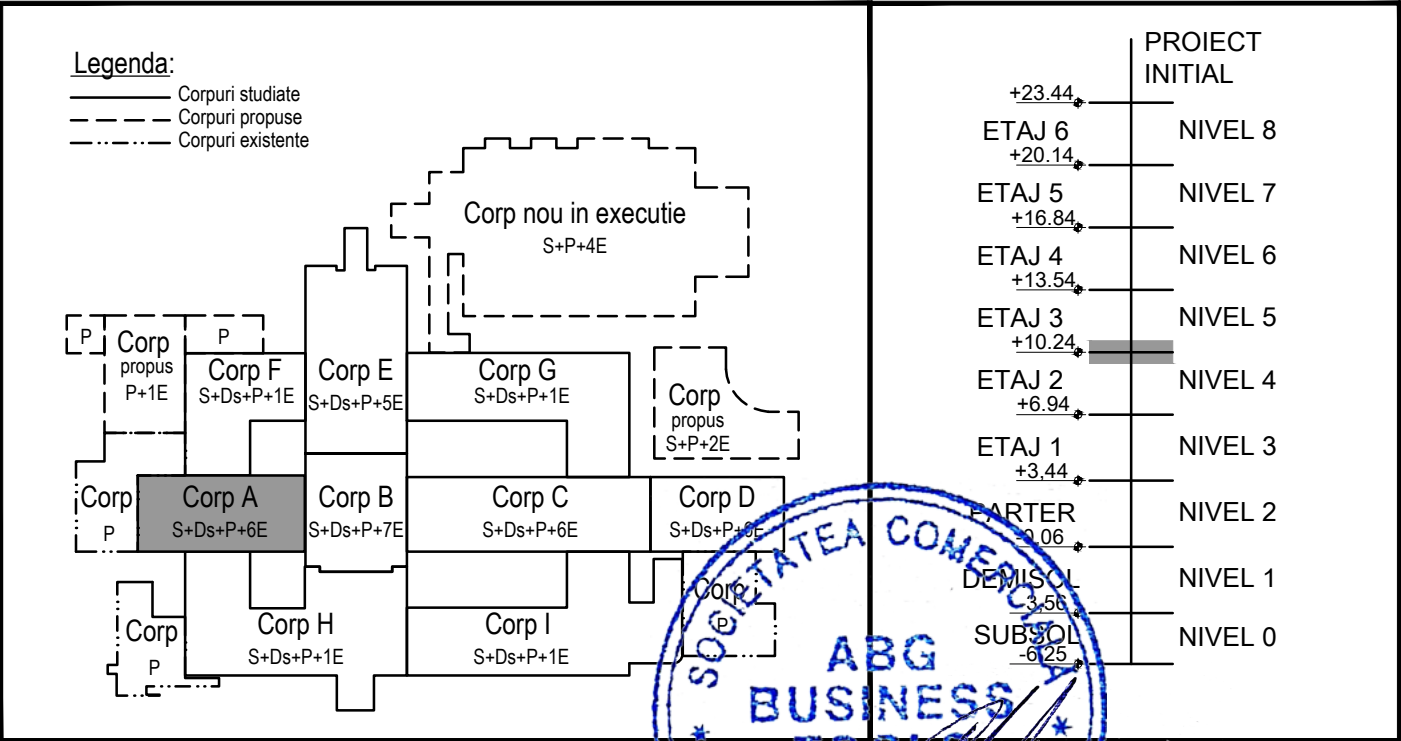 Legenda:
Corpuri studiate
Corpuri propuse
Corpuri existente
Corp nou in executie
S+P+4E
P
Corp
propus
P+1E
P
Corp F
S+Ds+P+1E
Corp E
S+Ds+P+5E
Corp G
S+Ds+P+1E
Corp
propus
S+P+2E
Corp
P
Corp A
S+Ds+P+6E
Corp B
S+Ds+P+7E
Corp C
S+Ds+P+6E
Corp D
Corp
P
Corp H
S+Ds+P+1E
Corp I
S+Ds+P+1E
Corp
P
PROIECT
INITIAL
+23.44
ETAJ 6
NIVEL 8
+20.14
ETAJ 5
NIVEL 7
+16.84
ETAJ 4
NIVEL 6
+13.54
ETAJ 3
NIVEL 5
+10.24
ETAJ 2
NIVEL 4
+6.94
ETAJ 1
NIVEL 3
+3,44
PARTER
NIVEL 2
DEMISOL
NIVEL 1
-3,56
SUBSOL
NIVEL 0
-6.25
SOCIETATEA COMERCIALA
ABG
BUSINESS